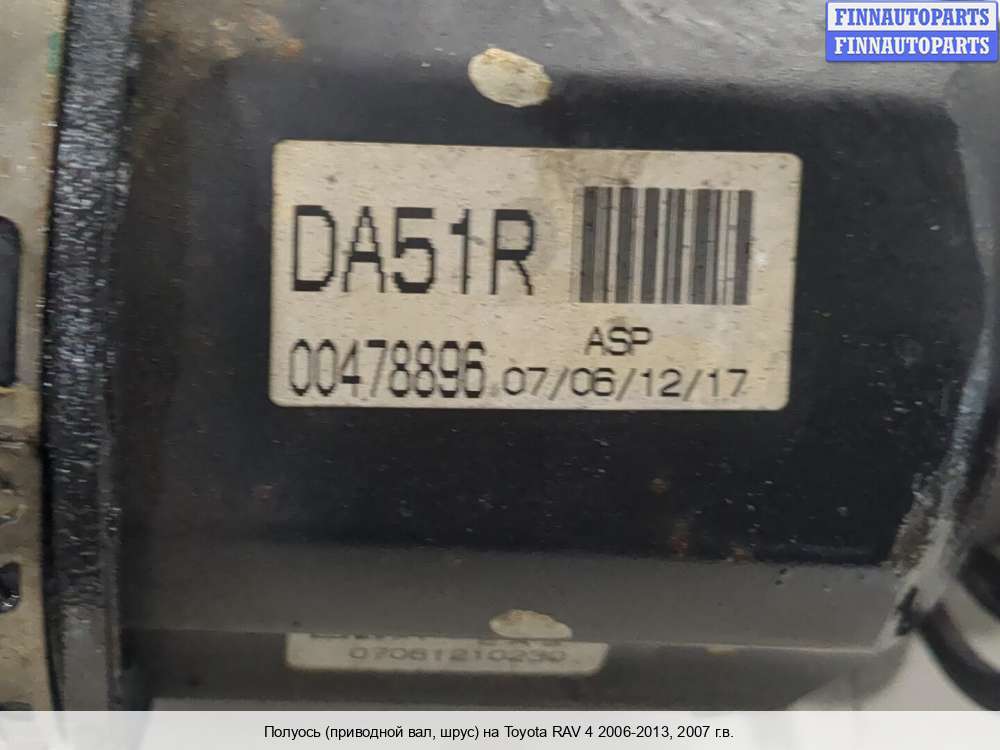 FINNAUTOPARTS
FINNAUTOPARTS
DA51R
ASP
00478896 07/06/12/17
07061210230
Полуось (приводной вал, шрус) на Toyota RAV 4 2006-2013, 2007 г.в.